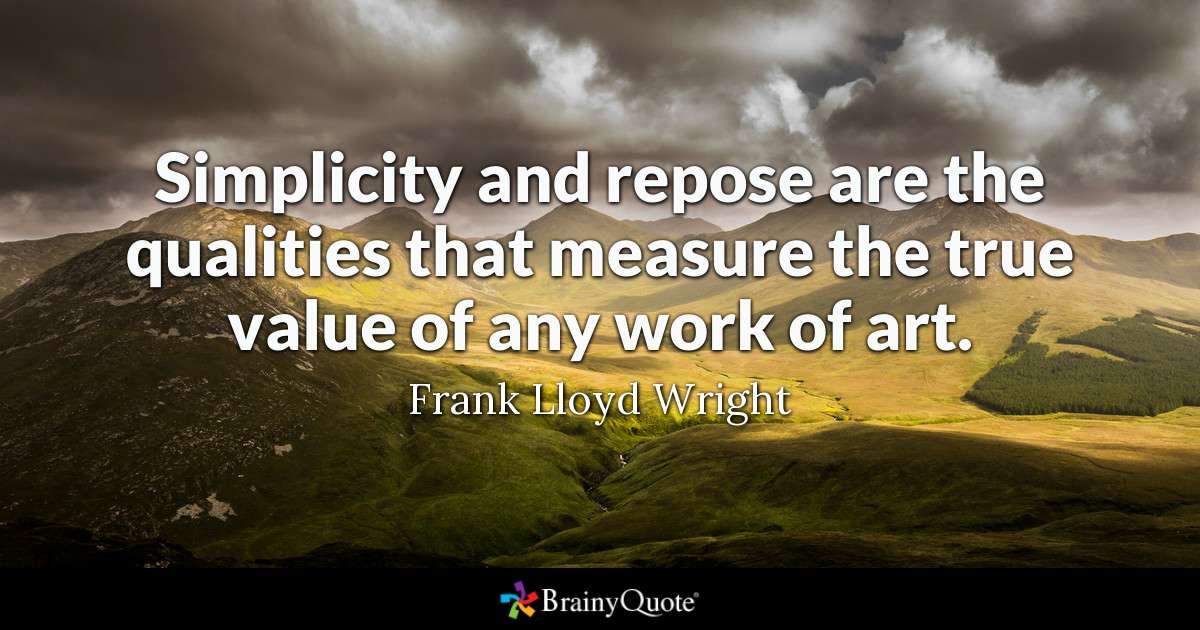 Simplicity and repose are the
qualities that measure the true
value of any work of art.
Frank Lloyd Wright
BrainyQuote®